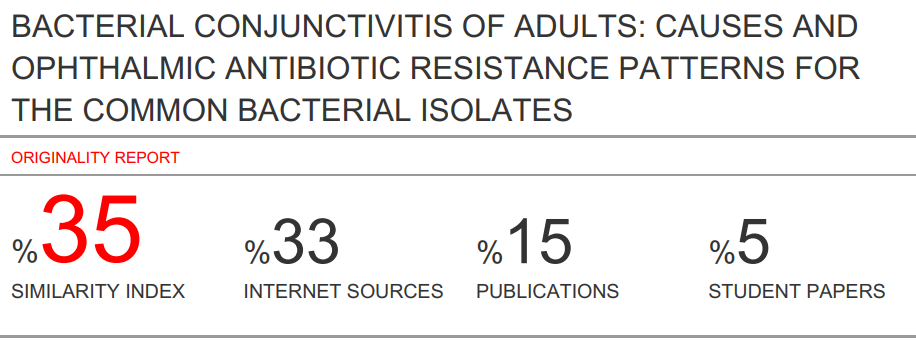 BACTERIAL CONJUNCTIVITIS OF ADULTS: CAUSES AND
OPHTHALMIC ANTIBIOTIC RESISTANCE PATTERNS FOR
THE COMMON BACTERIAL ISOLATES
ORIGINALITY REPORT
%35
SIMILARITY INDEX
%33
INTERNET SOURCES
%15
PUBLICATIONS
%5
STUDENT PAPERS